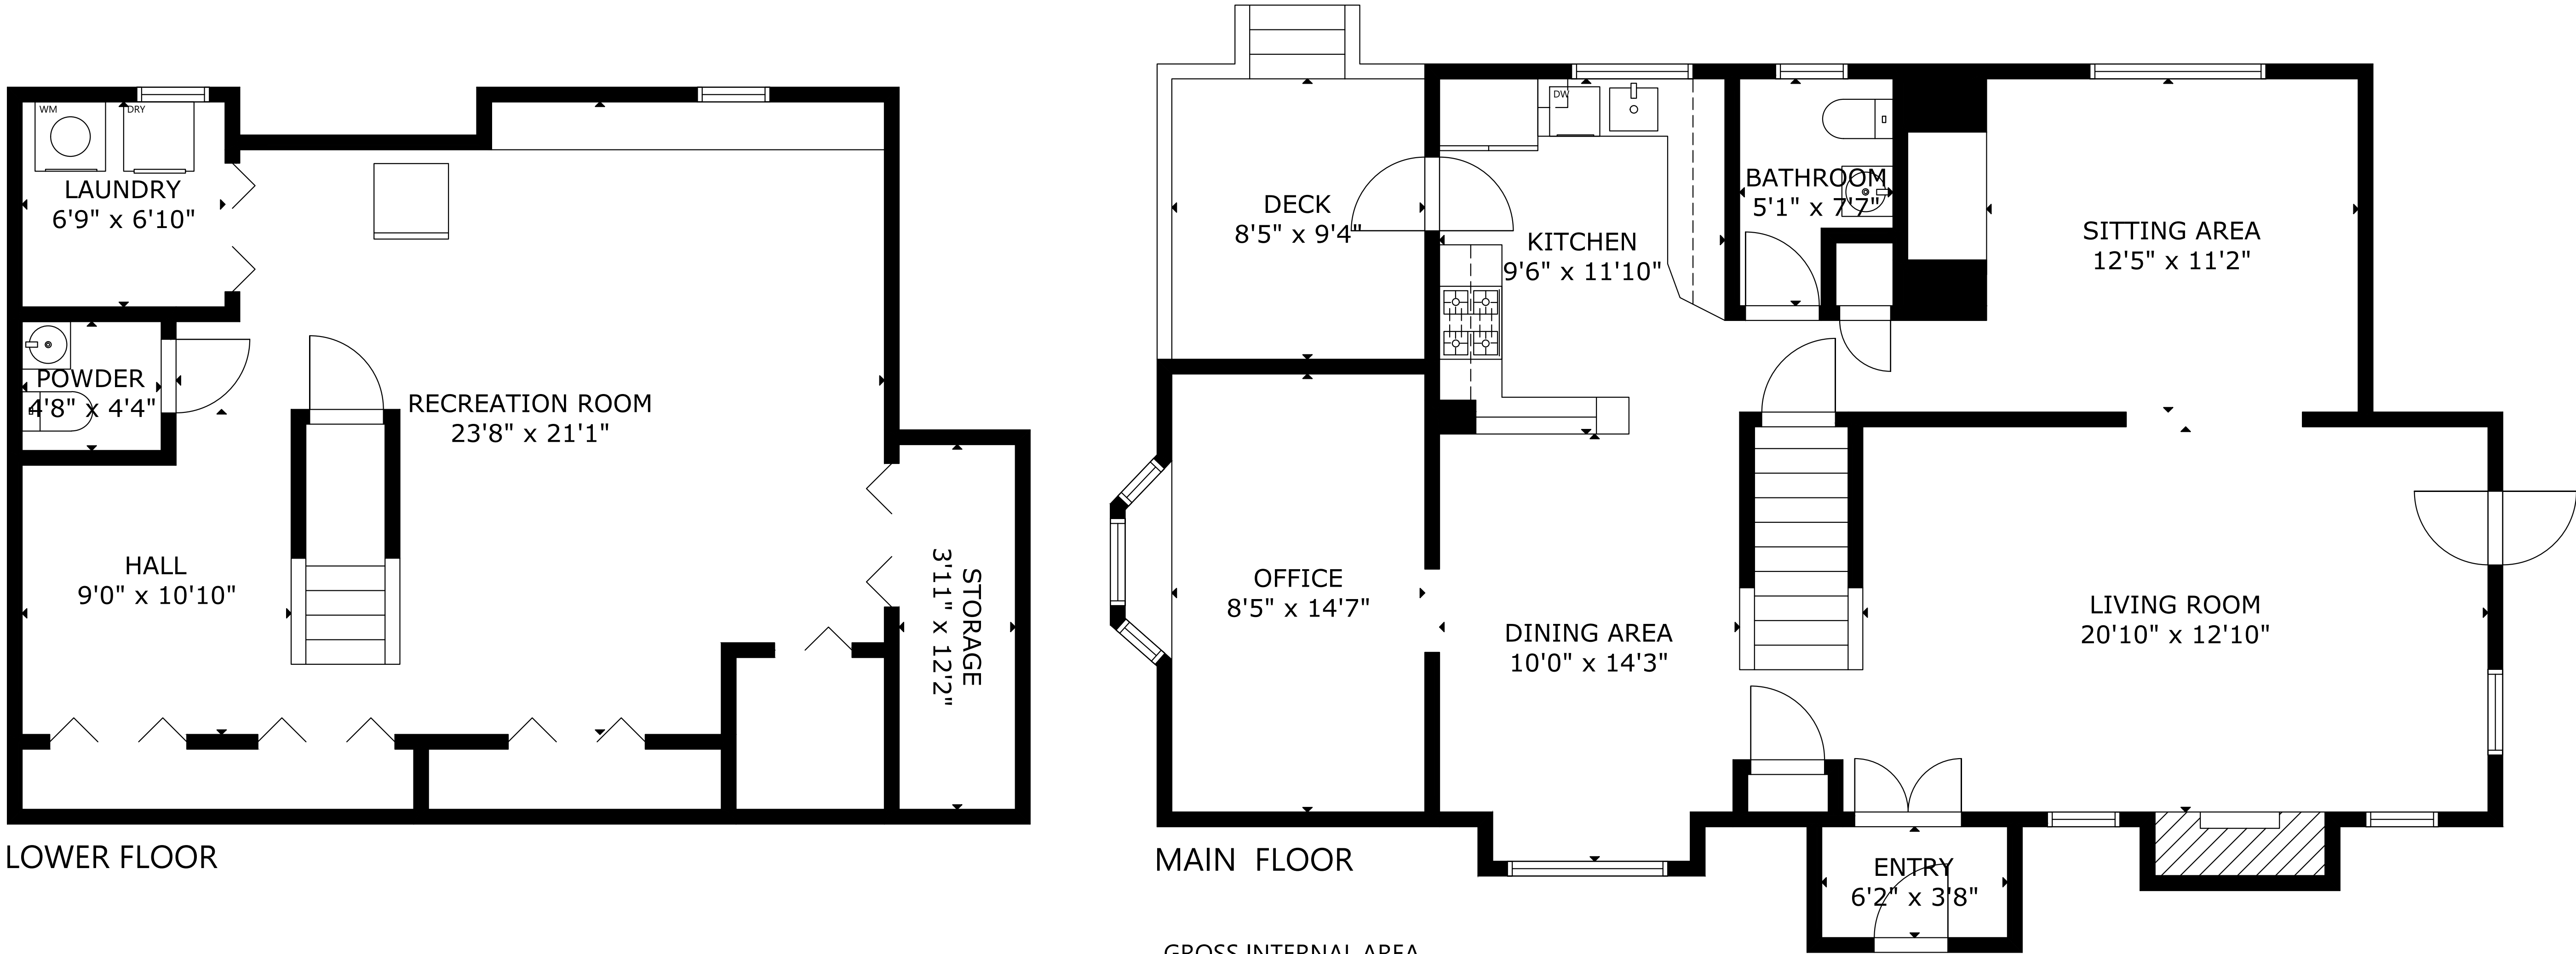 WM
DRY
LAUNDRY
6'9" x 6'10"
POWDER
4'8" x 4'4"
RECREATION ROOM
23'8" x 21'1"
HALL
9'0" x 10'10"
STORAGE
3'11" x 12'2"
LOWER FLOOR
DECK
8'5" x 9'4"
DW
KITCHEN
9'6" x 11'10"
BATHROOM
5'1" x 7'7"
SITTING AREA
12'5" x 11'2"
OFFICE
8'5" x 14'7"
DINING AREA
10'0" x 14'3"
LIVING ROOM
20'10" x 12'10"
ENTRY
6'2" x 3'8"
MAIN FLOOR
GROSS INTERNAL AREA